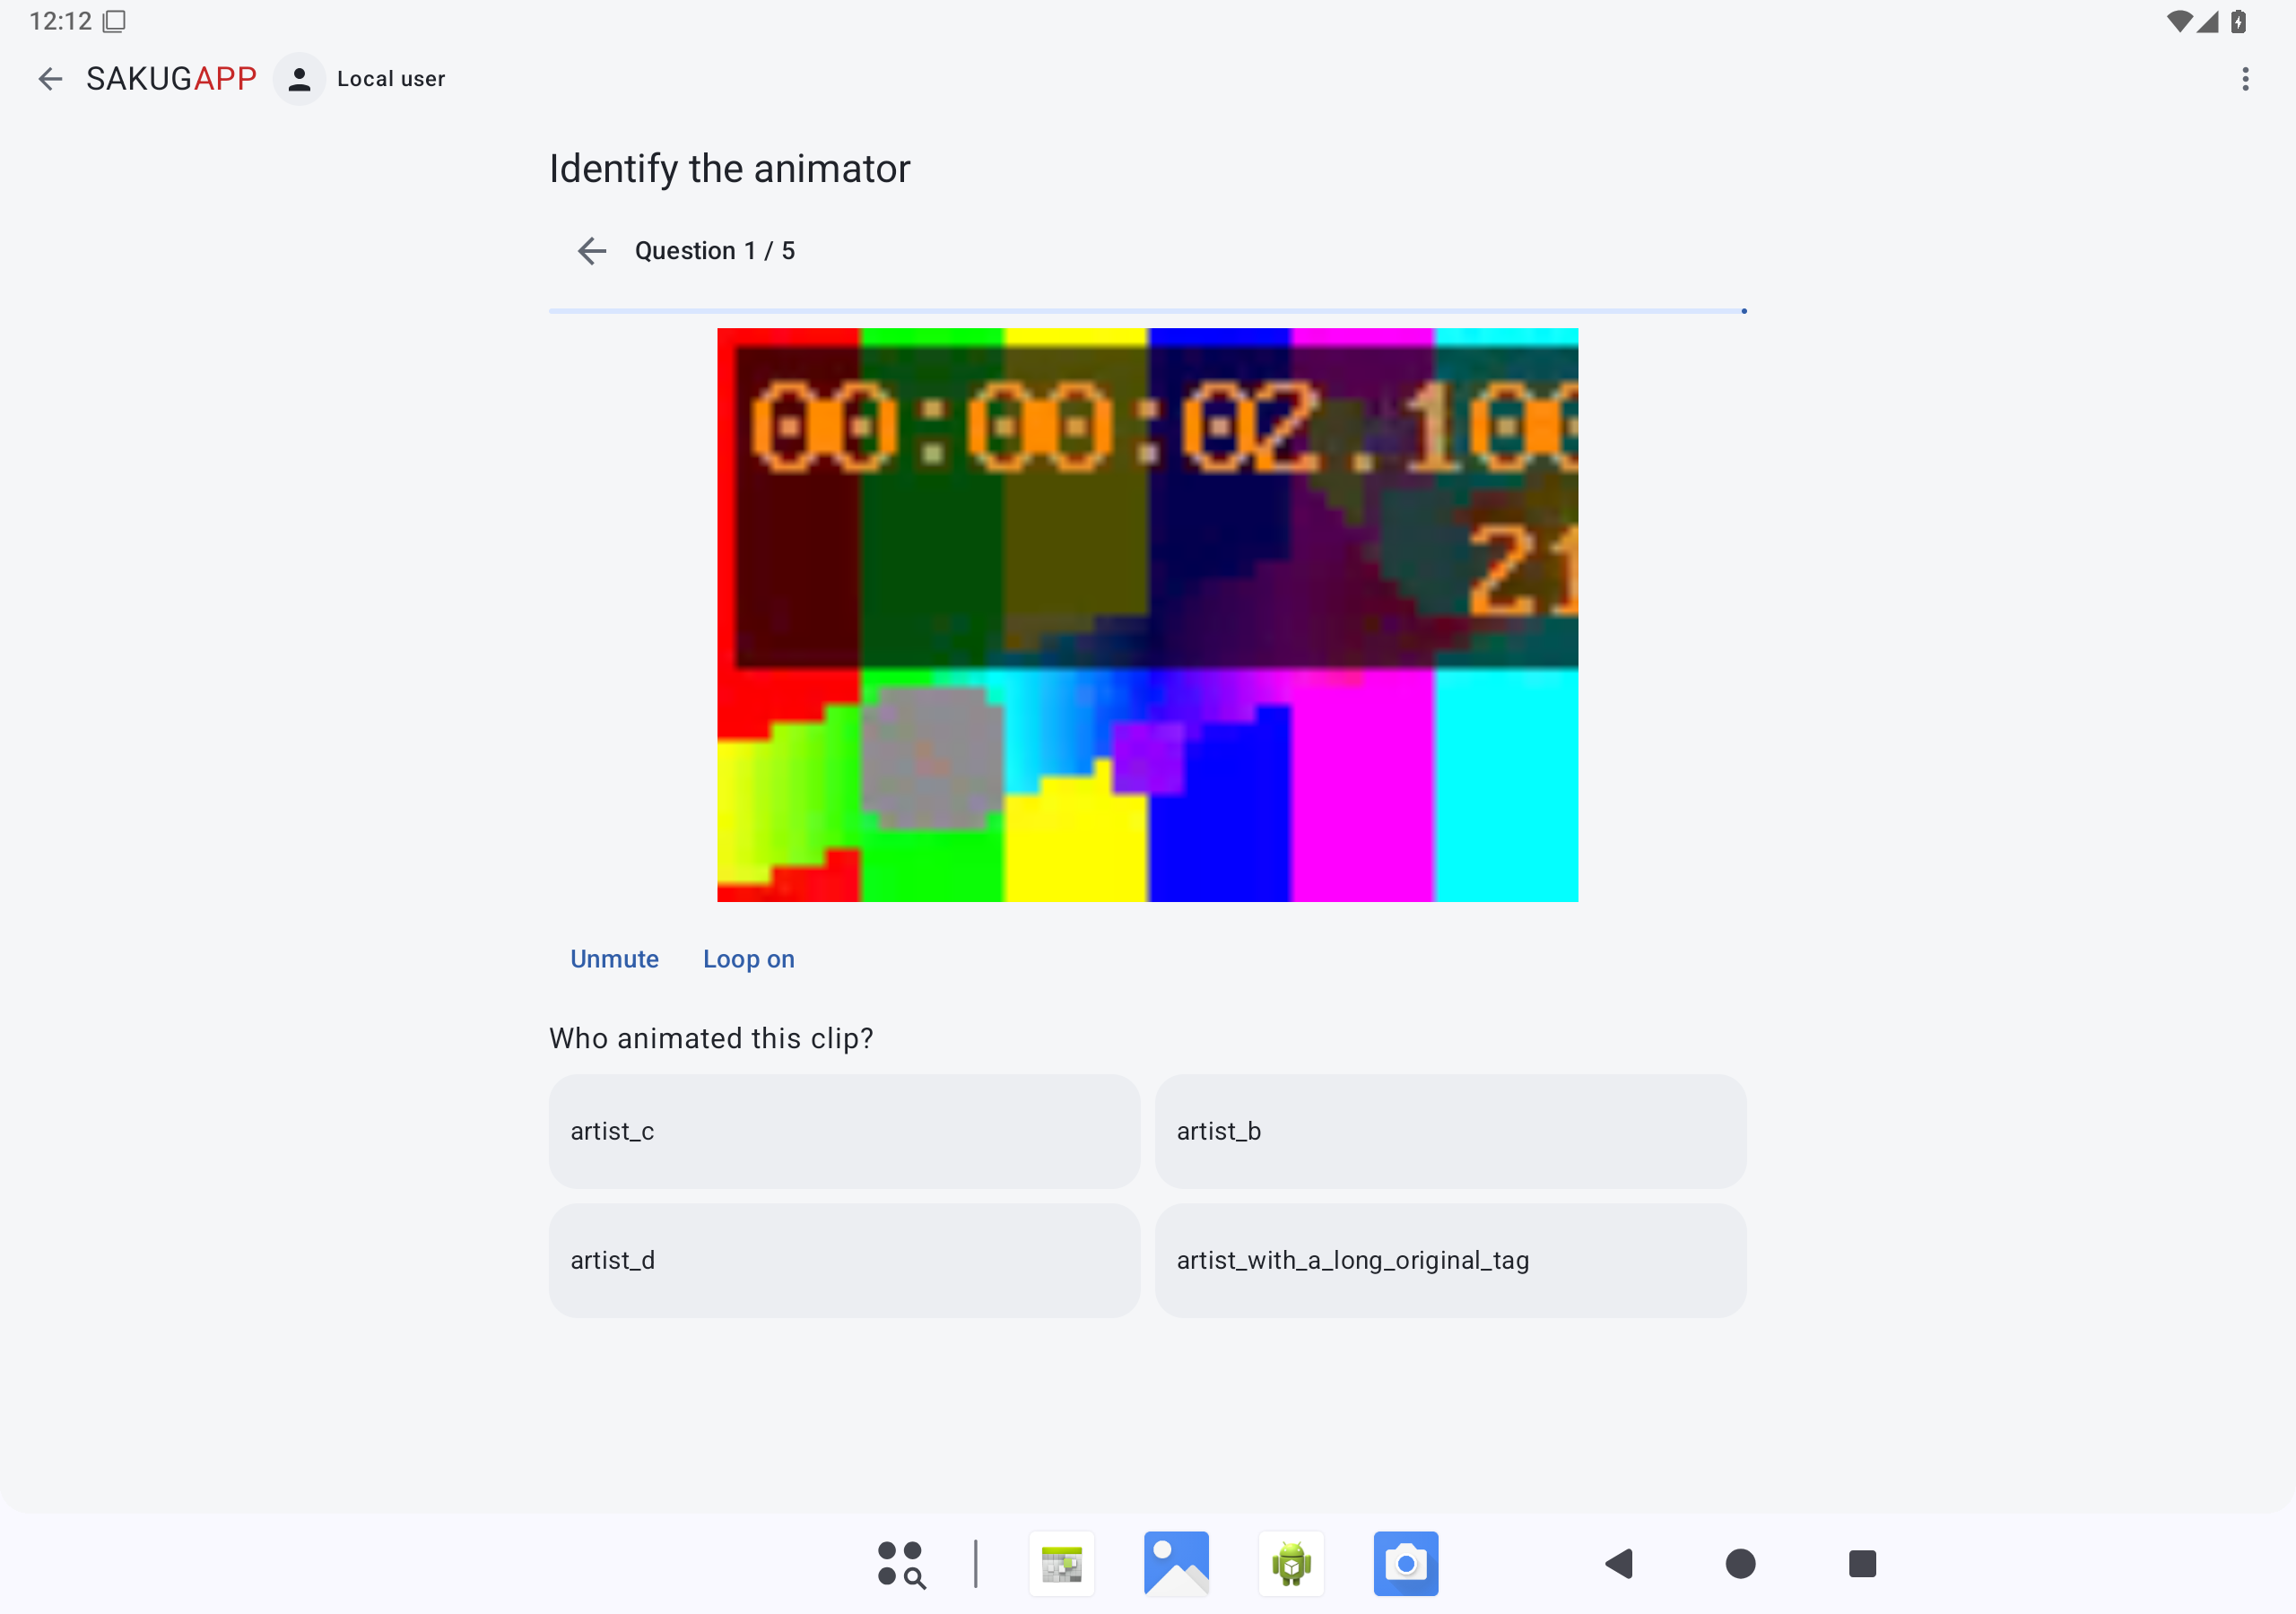 12:12
SAKUGAPP Local user
Identify the animator
Question 1 / 5
00:00:02.100
21
Unmute Loop on
Who animated this clip?
artist_c
artist_b
artist_d
artist_with_a_long_original_tag